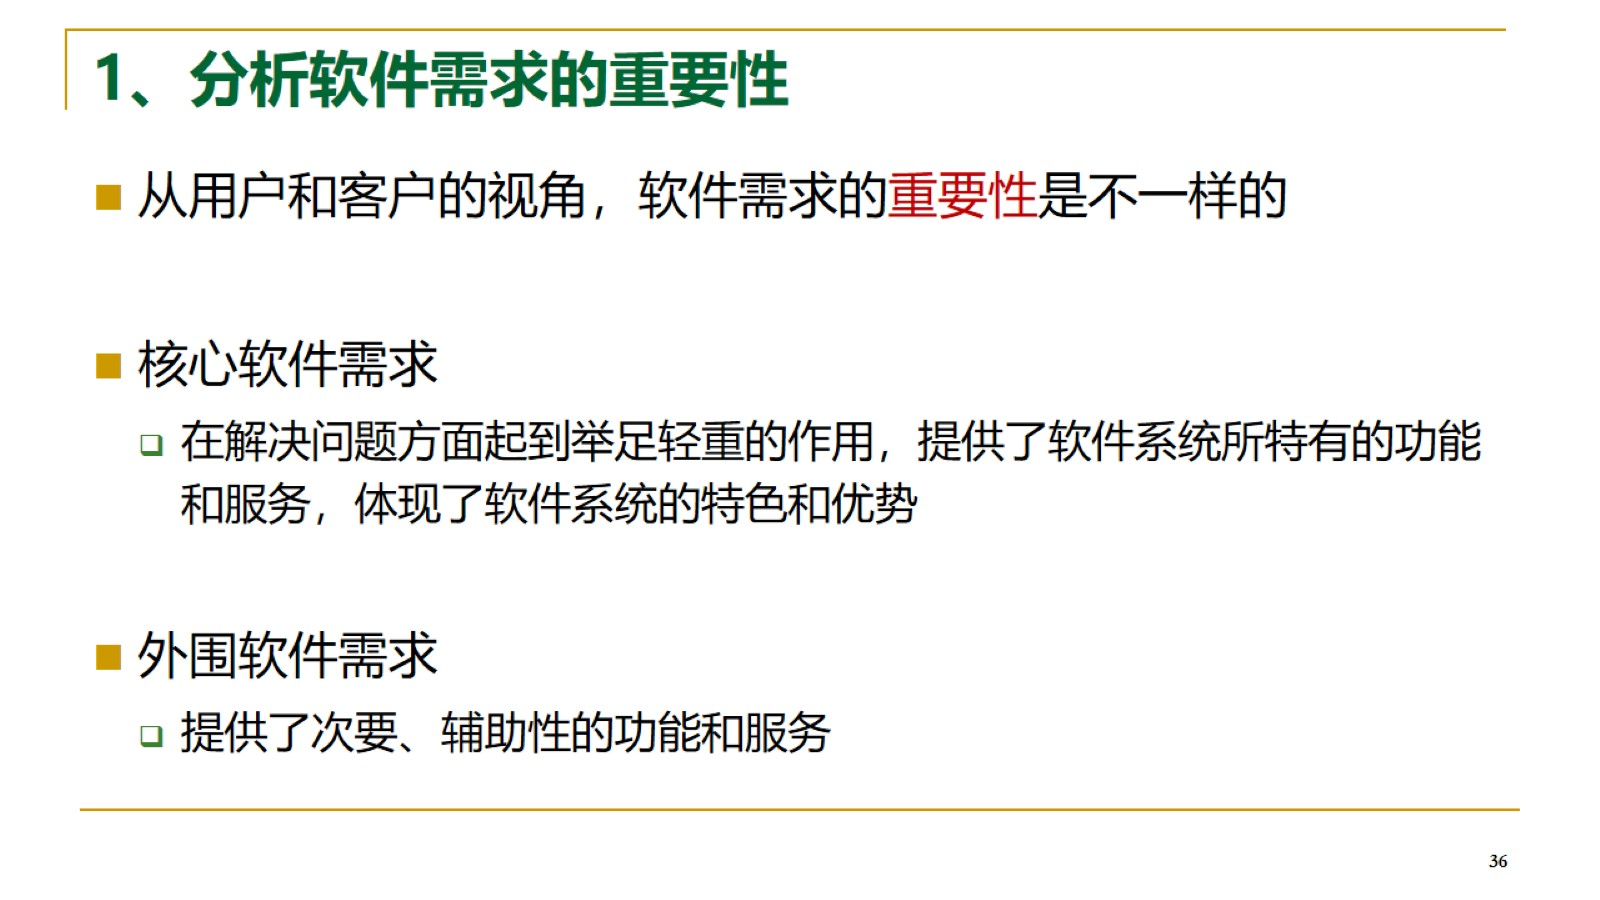 1、分析软件需求的重要性
从用户和客户的视角，软件需求的重要性是不一样的
核心软件需求
在解决问题方面起到举足轻重的作用，提供了软件系统所特有的功能
和服务，体现了软件系统的特色和优势
外围软件需求
提供了次要、辅助性的功能和服务
36